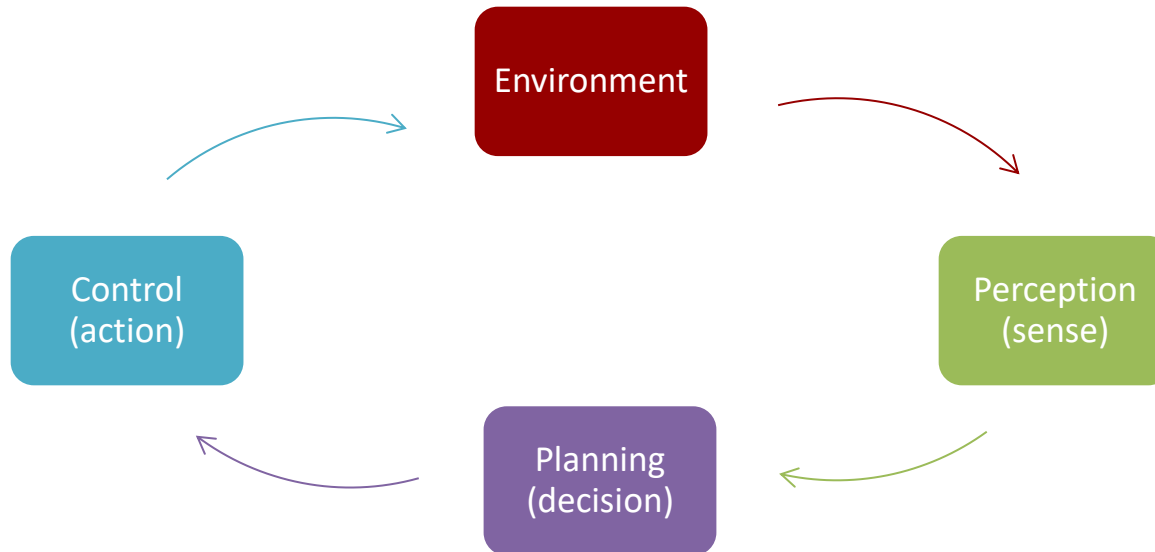 Environment
Control
(action)
Perception
(sense)
Planning
(decision)